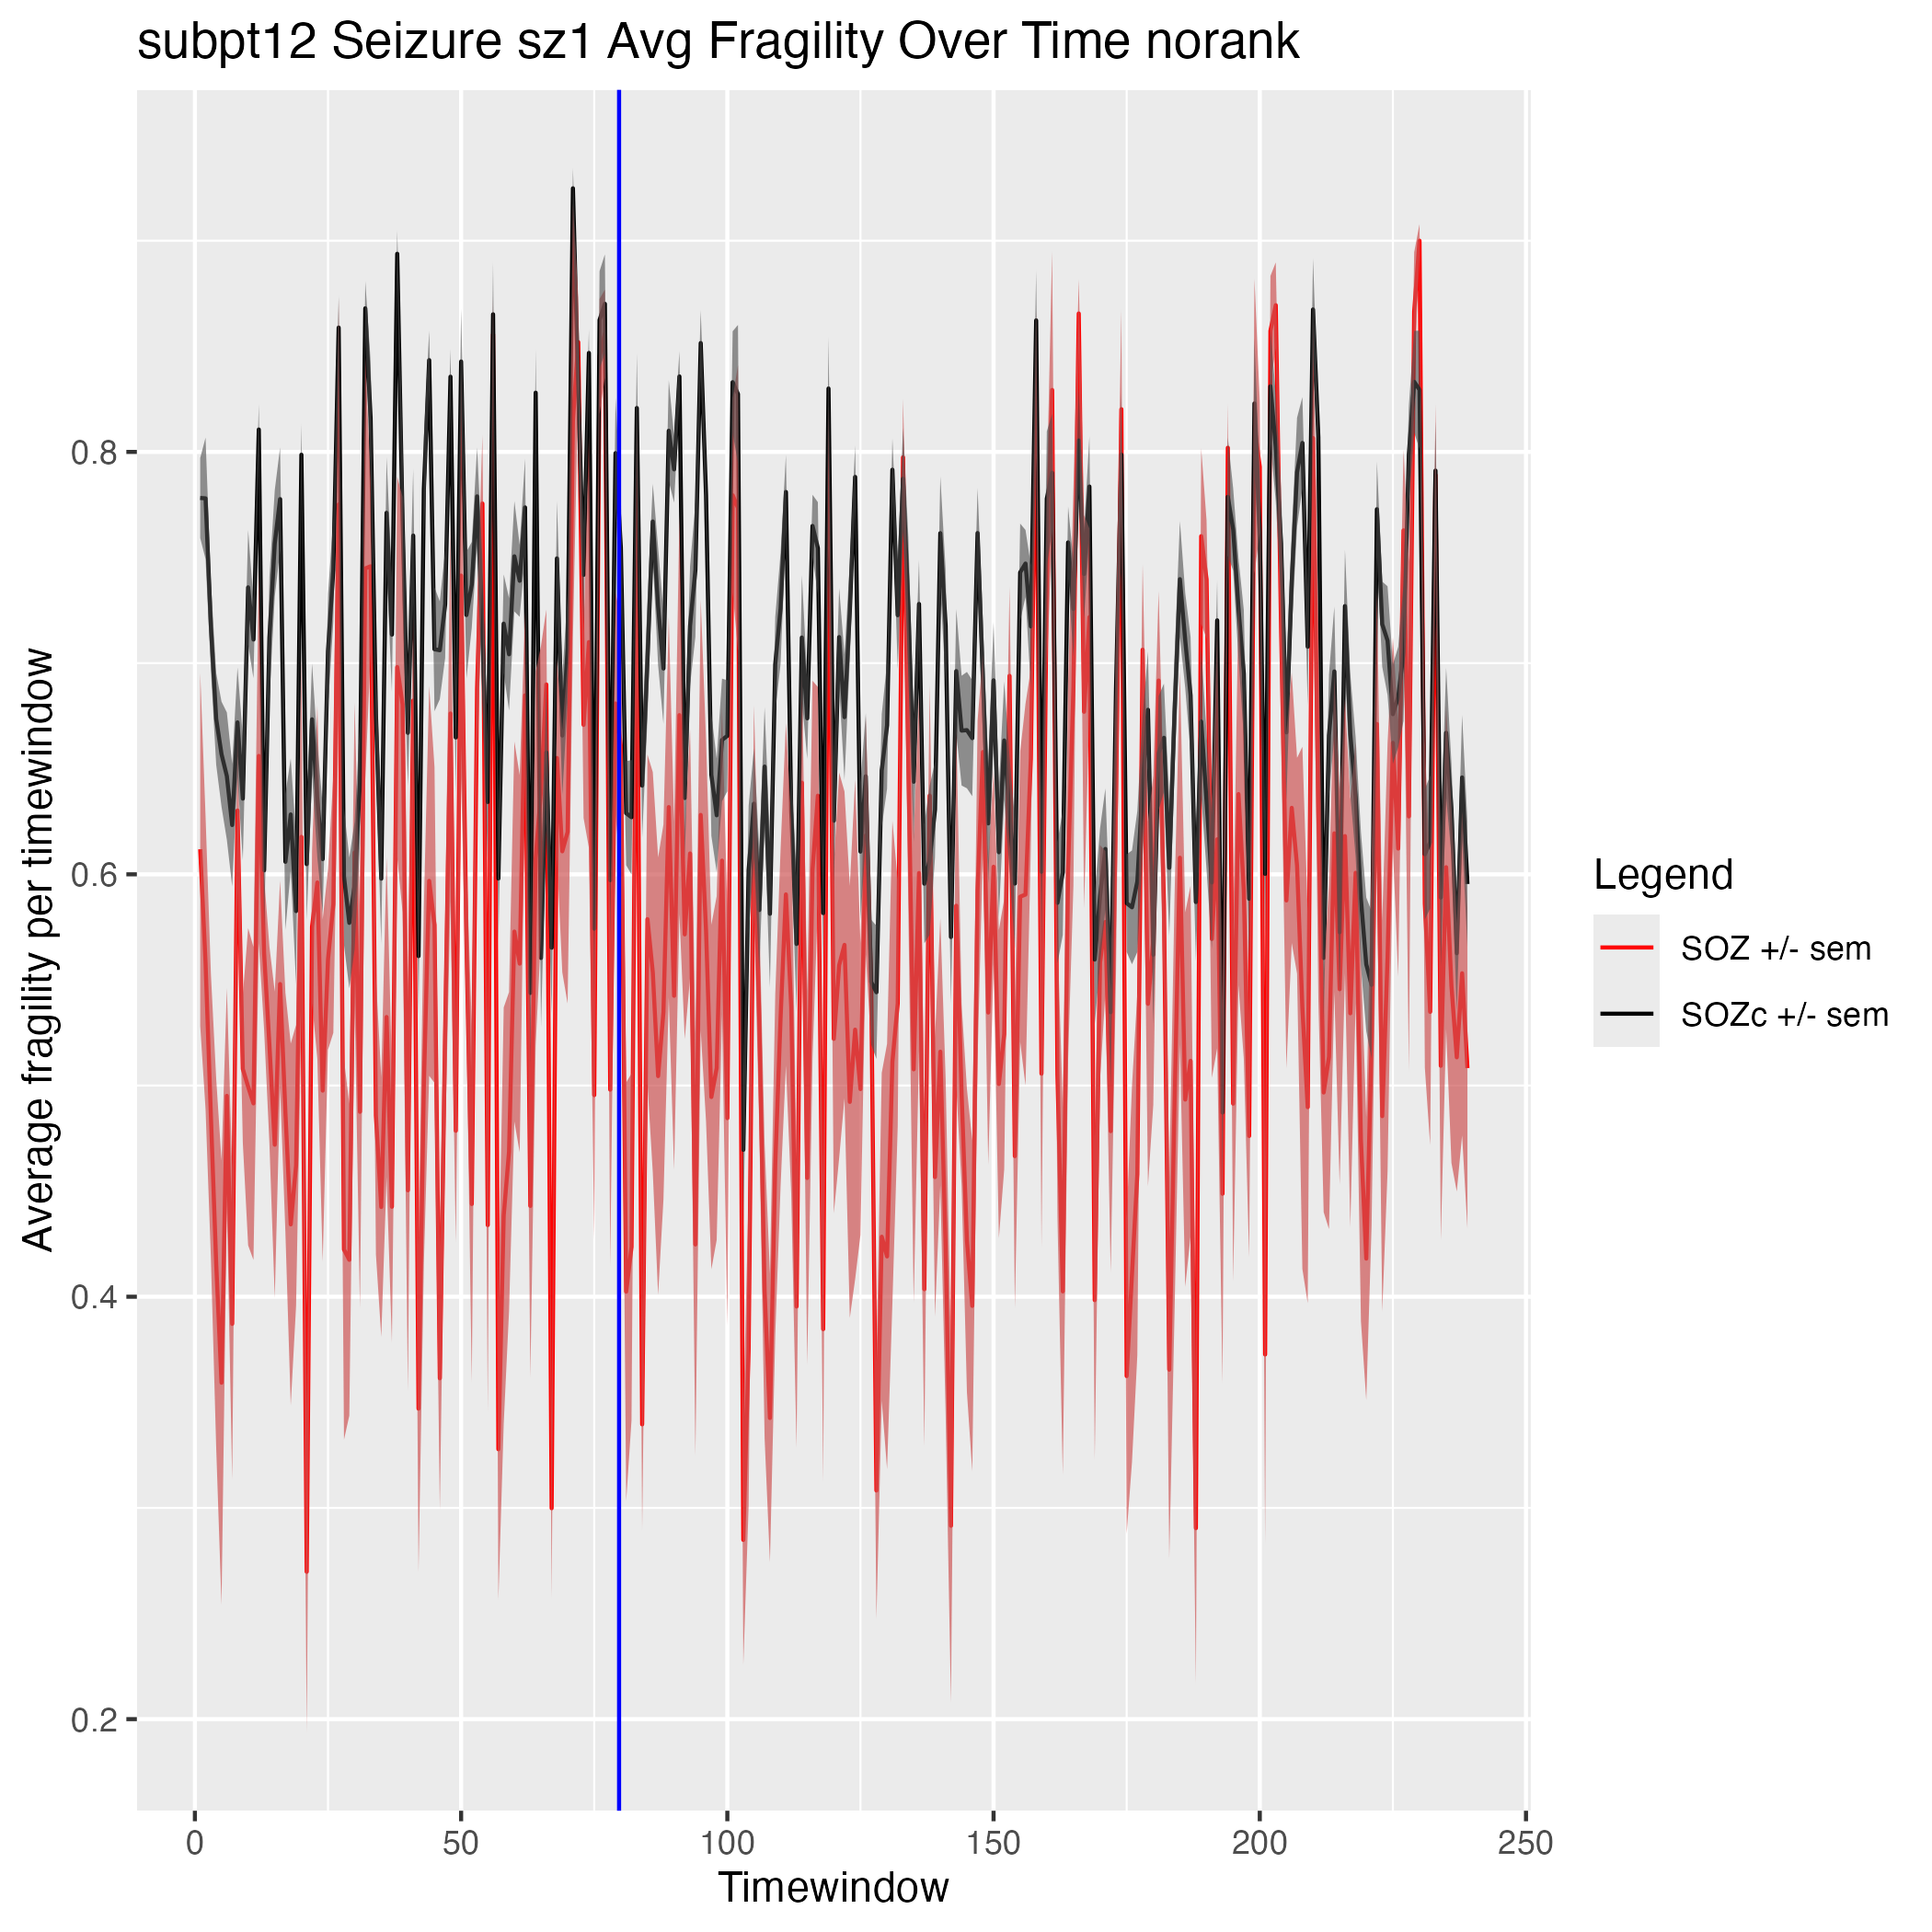 subpt12 Seizure sz1 Avg Fragility Over Time norank
Average fragility per timewindow
0.8
0.6
0.4
0.2
0
50
100
150
200
250
Timewindow
Legend
SOZ +/- sem
SOZc +/- sem